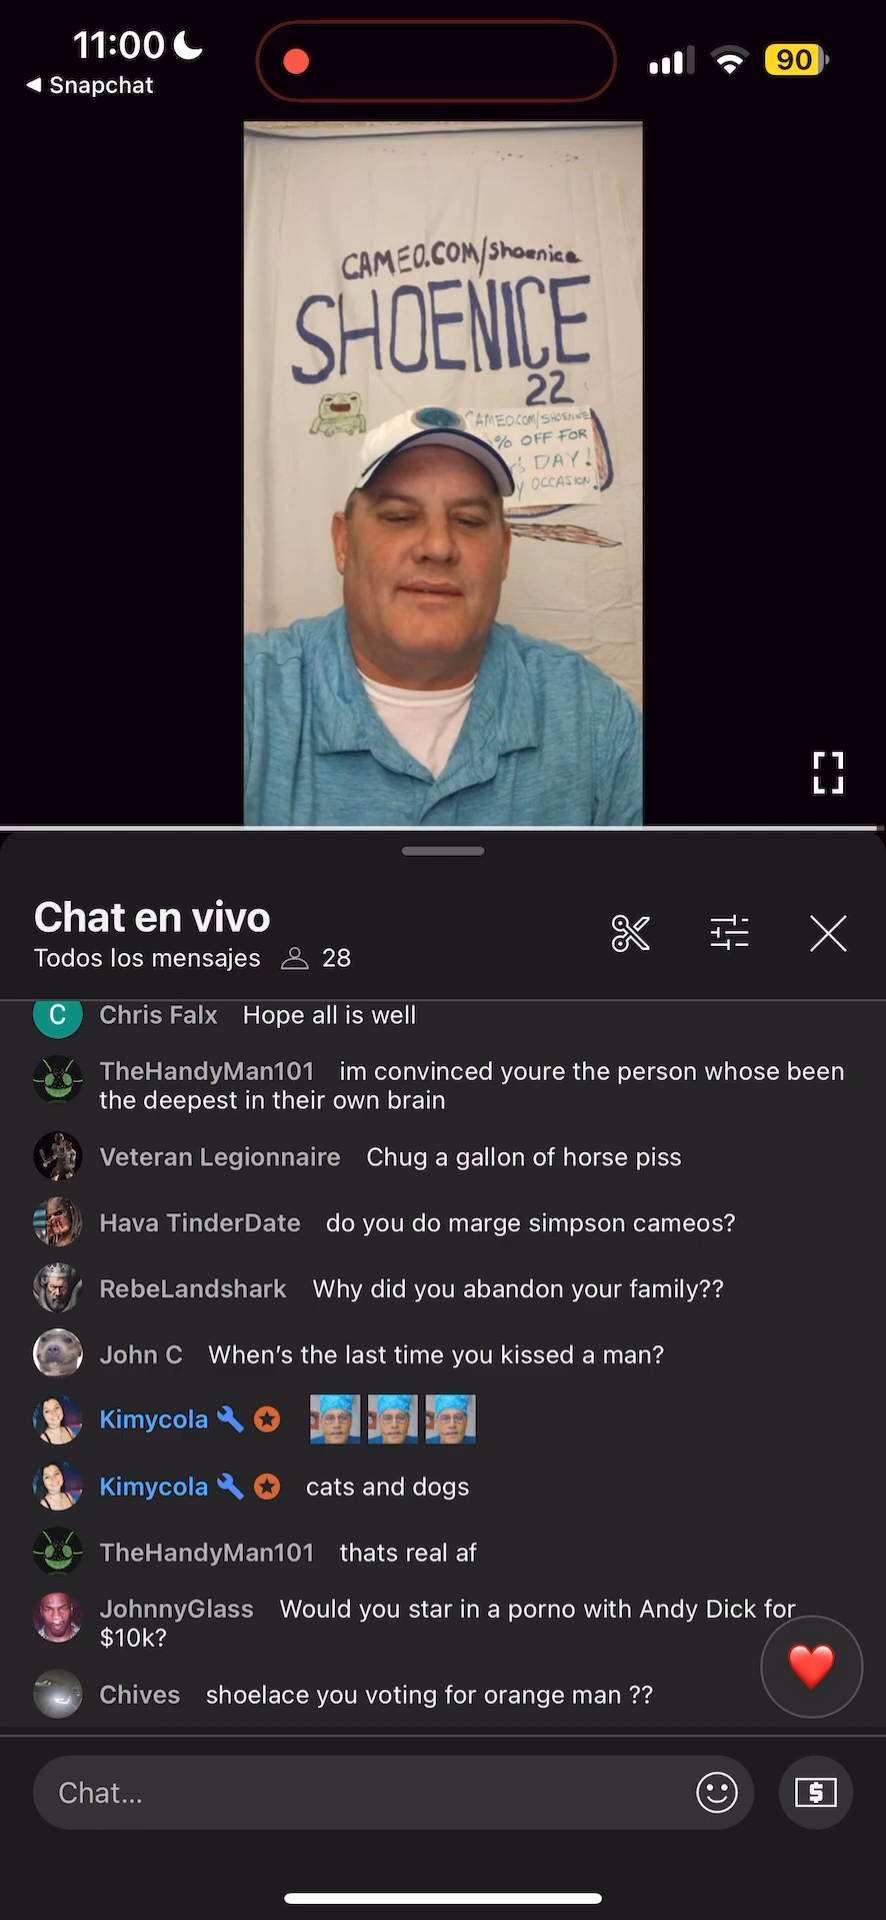 11:00
90
Snapchat
CAMEO.COM/shoenice
SHOENICE
22
CAMEO.COM/SHOENICE
% OFF FOR
's DAY!
Y OCCASION!
Chat en vivo
Todos los mensajes 28
C Chris Falx Hope all is well
TheHandyMan101 im convinced youre the person whose been
the deepest in their own brain
Veteran Legionnaire Chug a gallon of horse piss
Hava TinderDate do you do marge simpson cameos?
RebeLandshark Why did you abandon your family??
John C When’s the last time you kissed a man?
Kimycola
Kimycola cats and dogs
TheHandyMan101 thats real af
JohnnyGlass Would you star in a porno with Andy Dick for
$10k?
Chives shoelace you voting for orange man ??
Chat...